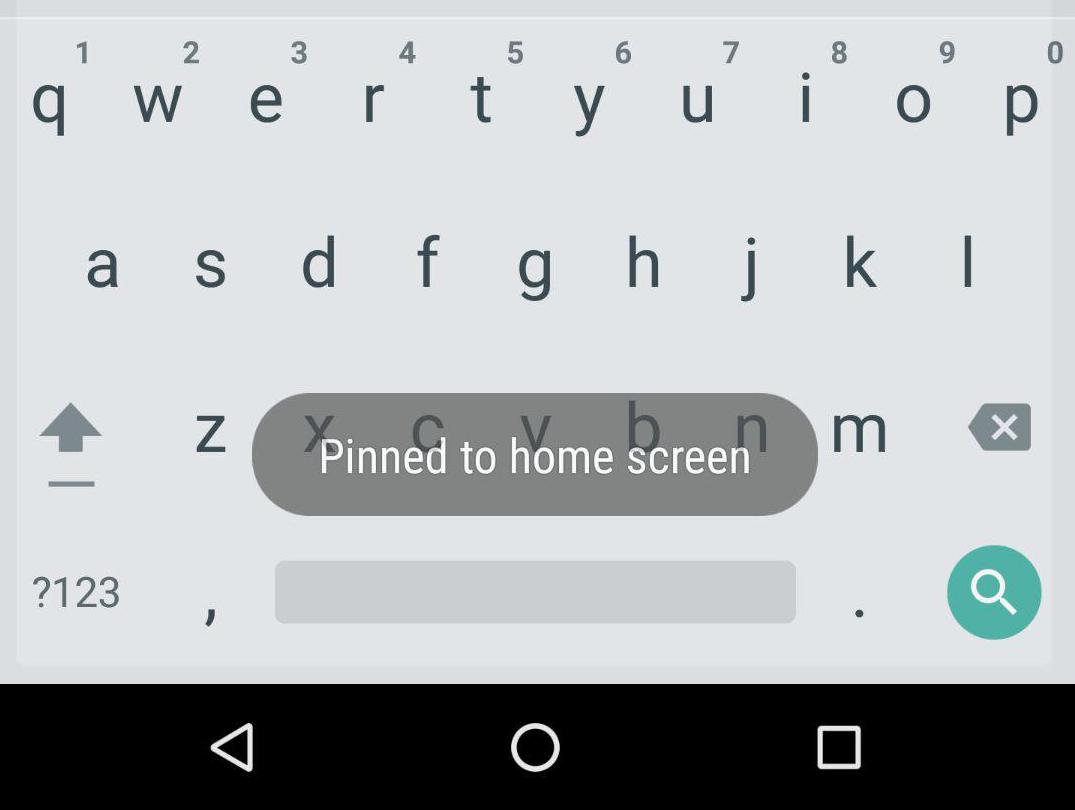 1 2 3 4 5 6 7 8 9 0
q w e r t y u i o p
a s d f g h j k l
z x c v b n m
Pinned to home screen
?123 , .